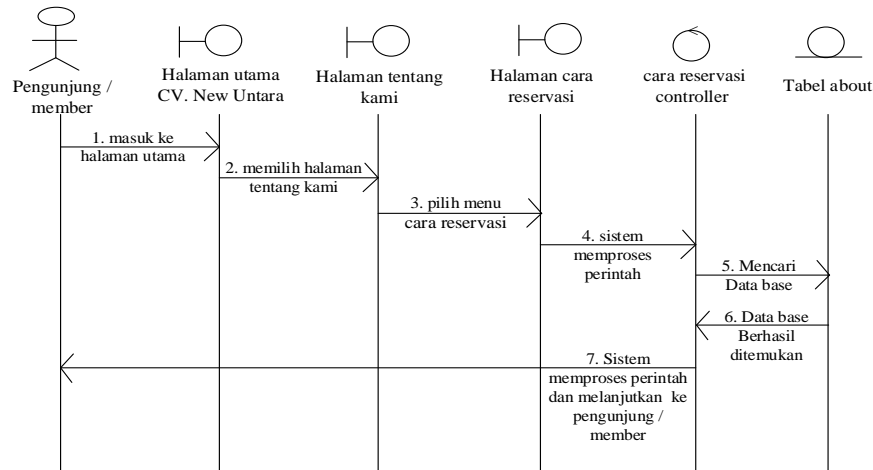 Pengunjung /
member
Halaman utama
CV. New Untara
Halaman tentang
kami
Halaman cara
reservasi
cara reservasi
controller
Tabel about
1. masuk ke
halaman utama
2. memilih halaman
tentang kami
3. pilih menu
cara reservasi
4. sistem
memproses
perintah
5. Mencari
Data base
6. Data base
Berhasil
ditemukan
7. Sistem
memproses perintah
dan melanjutkan ke
pengunjung /
member